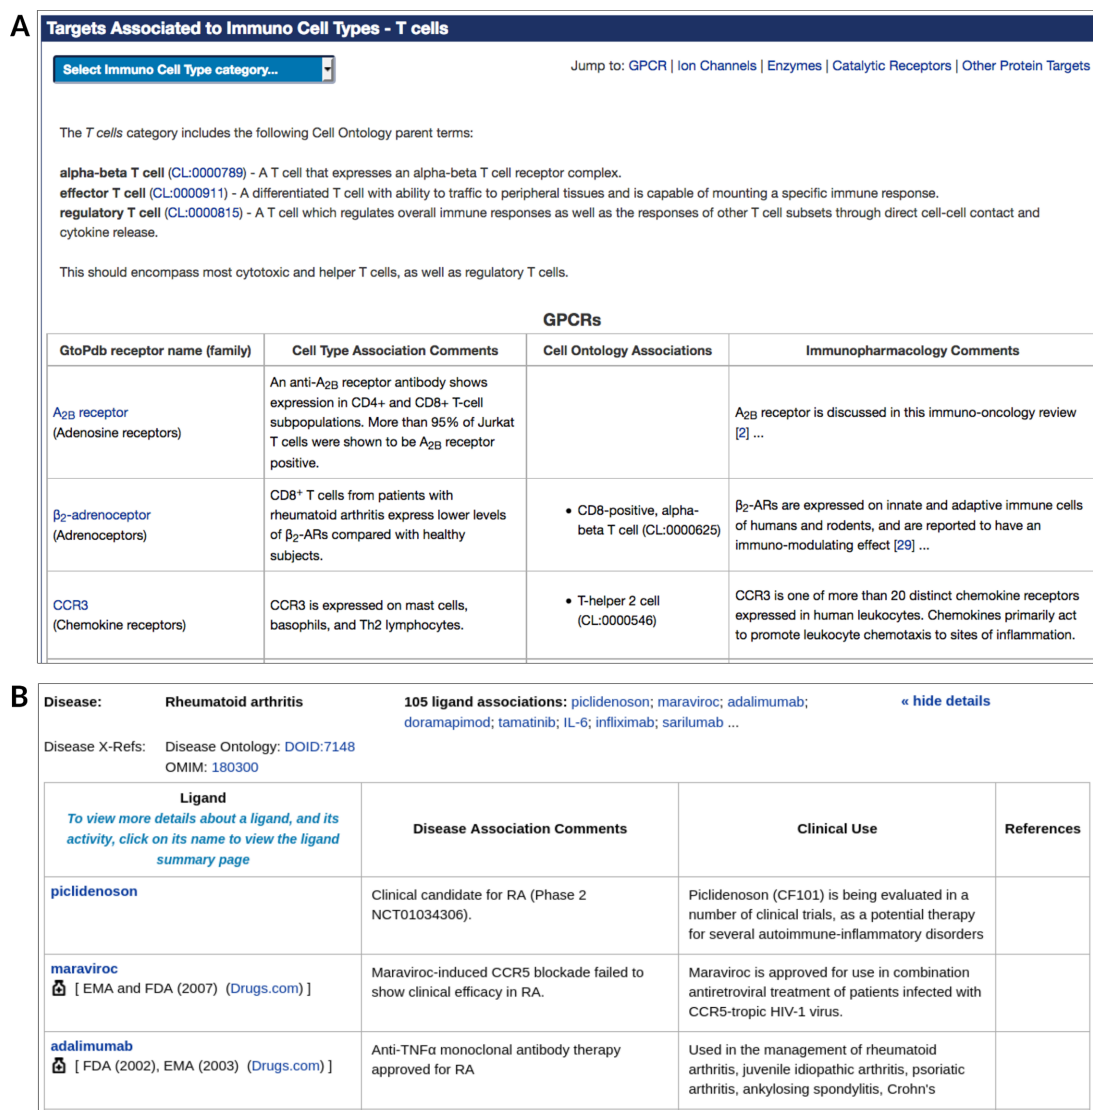 A
Targets Associated to Immuno Cell Types - T cells
Select Immuno Cell Type category...
Jump to: GPCR | Ion Channels | Enzymes | Catalytic Receptors | Other Protein Targets
The T cells category includes the following Cell Ontology parent terms:
alpha-beta T cell (CL:0000789) - A T cell that expresses an alpha-beta T cell receptor complex.
effector T cell (CL:0000911) - A differentiated T cell with ability to traffic to peripheral tissues and is capable of mounting a specific immune response.
regulatory T cell (CL:0000815) - A T cell which regulates overall immune responses as well as the responses of other T cell subsets through direct cell-cell contact and
cytokine release.
This should encompass most cytotoxic and helper T cells, as well as regulatory T cells.
GPCRs
GtoPdb receptor name (family)
Cell Type Association Comments
Cell Ontology Associations
Immunopharmacology Comments
A2B receptor
(Adenosine receptors)
An anti-A2B receptor antibody shows
expression in CD4+ and CD8+ T-cell
subpopulations. More than 95% of Jurkat
T cells were shown to be A2B receptor
positive.
A2B receptor is discussed in this immuno-oncology review
[2] ...
β2-adrenoceptor
(Adrenoceptors)
CD8+ T cells from patients with
rheumatoid arthritis express lower levels
of β2-ARs compared with healthy
subjects.
• CD8-positive, alpha-
beta T cell (CL:0000625)
β2-ARs are expressed on innate and adaptive immune cells
of humans and rodents, and are reported to have an
immuno-modulating effect [29] ...
CCR3
(Chemokine receptors)
CCR3 is expressed on mast cells,
basophils, and Th2 lymphocytes.
• T-helper 2 cell
(CL:0000546)
CCR3 is one of more than 20 distinct chemokine receptors
expressed in human leukocytes. Chemokines primarily act
to promote leukocyte chemotaxis to sites of inflammation.
B
Disease: Rheumatoid arthritis
105 ligand associations: piclidenoson; maraviroc; adalimumab;
doramapimod; tamatinib; IL-6; infliximab; sarilumab ...
« hide details
Disease X-Refs: Disease Ontology: DOID:7148
OMIM: 180300
Ligand
To view more details about a ligand, and its
activity, click on its name to view the ligand
summary page
Disease Association Comments
Clinical Use
References
piclidenoson
Clinical candidate for RA (Phase 2
NCT01034306).
Piclidenoson (CF101) is being evaluated in a
number of clinical trials, as a potential therapy
for several autoimmune-inflammatory disorders
maraviroc
[ EMA and FDA (2007) (Drugs.com) ]
Maraviroc-induced CCR5 blockade failed to
show clinical efficacy in RA.
Maraviroc is approved for use in combination
antiretroviral treatment of patients infected with
CCR5-tropic HIV-1 virus.
adalimumab
[ FDA (2002), EMA (2003) (Drugs.com) ]
Anti-TNFα monoclonal antibody therapy
approved for RA
Used in the management of rheumatoid
arthritis, juvenile idiopathic arthritis, psoriatic
arthritis, ankylosing spondylitis, Crohn's